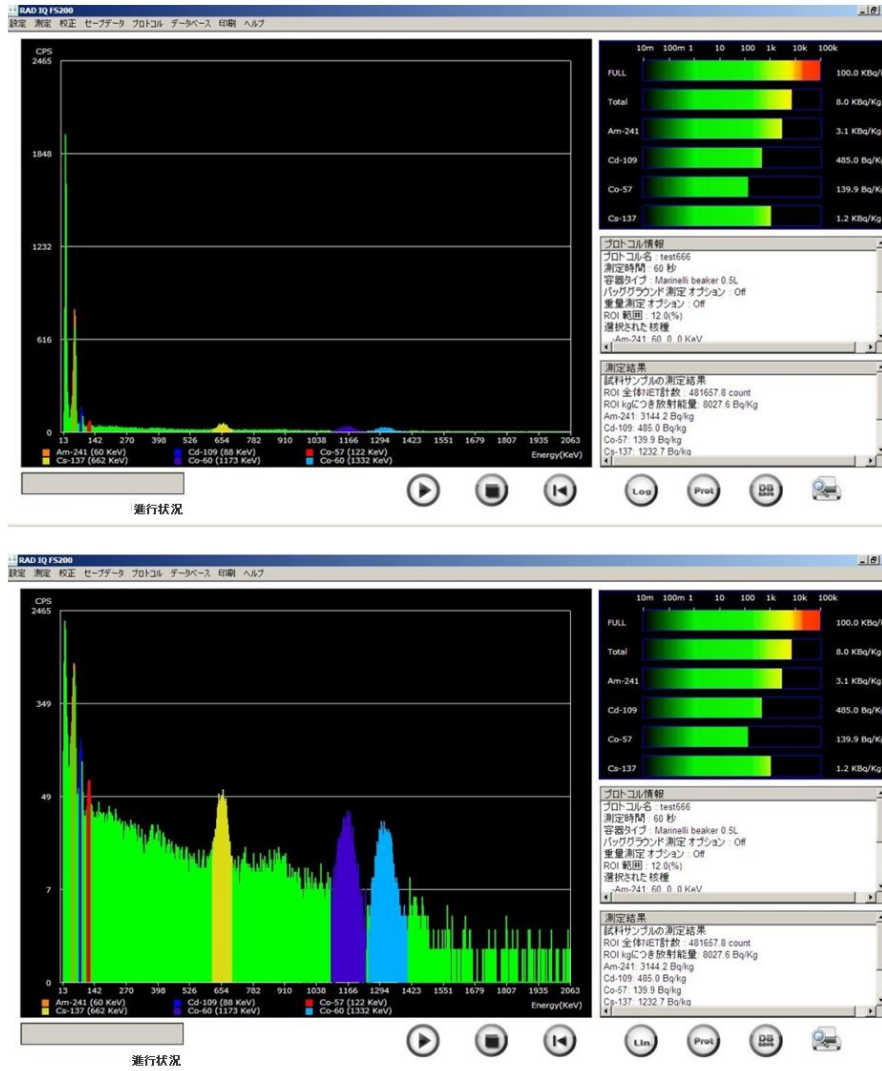 RAD IQ FS200
設定 測定 校正 セーブデータ プロトコル データベース 印刷 ヘルプ
CPS
2465
1848
1232
616
0
13 142 270 398 526 654 782 910 1038 1166 1294 1423 1551 1679 1807 1935 2063
Am-241 (60 KeV) Cd-109 (88 KeV) Co-57 (122 KeV)
Cs-137 (662 KeV) Co-60 (1173 KeV) Co-60 (1332 KeV)
Energy(KeV)
進行状況
10m 100m 1 10 100 1k 10k 100k
FULL 100.0 KBq/
Total 8.0 KBq/Kg
Am-241 3.1 KBq/Kg
Cd-109 485.0 Bq/K
Co-57 139.9 Bq/K
Cs-137 1.2 KBq/Kg
プロトコル情報
プロトコル名 : test666
測定時間 : 60 秒
容器タイプ : Marinelli beaker 0.5L
バッググラウンド 測定 オプション : Off
重量測定 オプション : Off
ROI 範囲 : 12.0(%)
選択された 核種
-Am-241: 60 0 0 KeV
測定結果
試料サンプルの測定結果
ROI 全体NET計数 : 481657.8 count
ROI kgにつき放射能量: 8027.6 Bq/Kg
Am-241: 3144.2 Bq/kg
Cd-109: 485.0 Bq/kg
Co-57: 139.9 Bq/kg
Cs-137: 1232.7 Bq/kg
Log Prot DB SAVE
RAD IQ FS200
設定 測定 校正 セーブデータ プロトコル データベース 印刷 ヘルプ
CPS
2465
349
49
7
0
13 142 270 398 526 654 782 910 1038 1166 1294 1423 1551 1679 1807 1935 2063
Am-241 (60 KeV) Cd-109 (88 KeV) Co-57 (122 KeV)
Cs-137 (662 KeV) Co-60 (1173 KeV) Co-60 (1332 KeV)
Energy(KeV)
進行状況
10m 100m 1 10 100 1k 10k 100k
FULL 100.0 KBq/
Total 8.0 KBq/Kg
Am-241 3.1 KBq/Kg
Cd-109 485.0 Bq/K
Co-57 139.9 Bq/K
Cs-137 1.2 KBq/Kg
プロトコル情報
プロトコル名 : test666
測定時間 : 60 秒
容器タイプ : Marinelli beaker 0.5L
バッググラウンド 測定 オプション : Off
重量測定 オプション : Off
ROI 範囲 : 12.0(%)
選択された 核種
-Am-241: 60 0 0 KeV
測定結果
試料サンプルの測定結果
ROI 全体NET計数 : 481657.8 count
ROI kgにつき放射能量: 8027.6 Bq/Kg
Am-241: 3144.2 Bq/kg
Cd-109: 485.0 Bq/kg
Co-57: 139.9 Bq/kg
Cs-137: 1232.7 Bq/kg
Lin. Prot DB SAVE